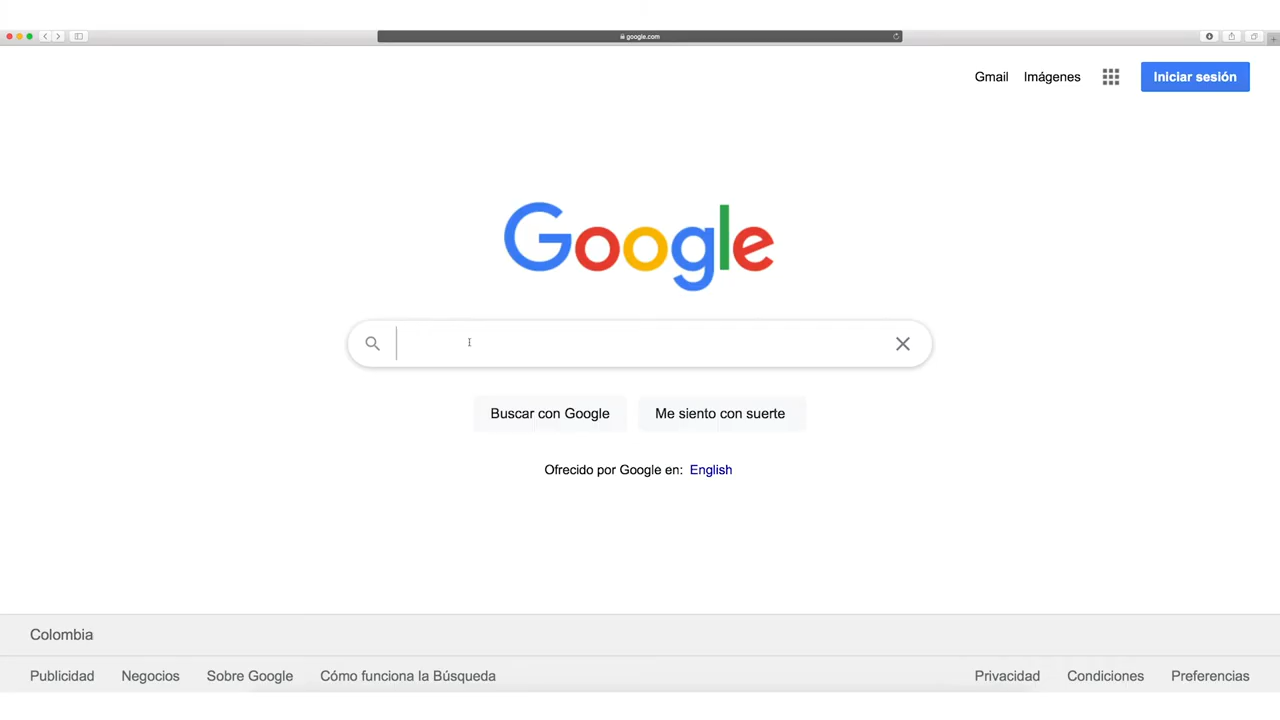 google.com
Gmail Imágenes Iniciar sesión
Google
Buscar con Google Me siento con suerte
Ofrecido por Google en: English
Colombia
Publicidad Negocios Sobre Google Cómo funciona la Búsqueda Privacidad Condiciones Preferencias